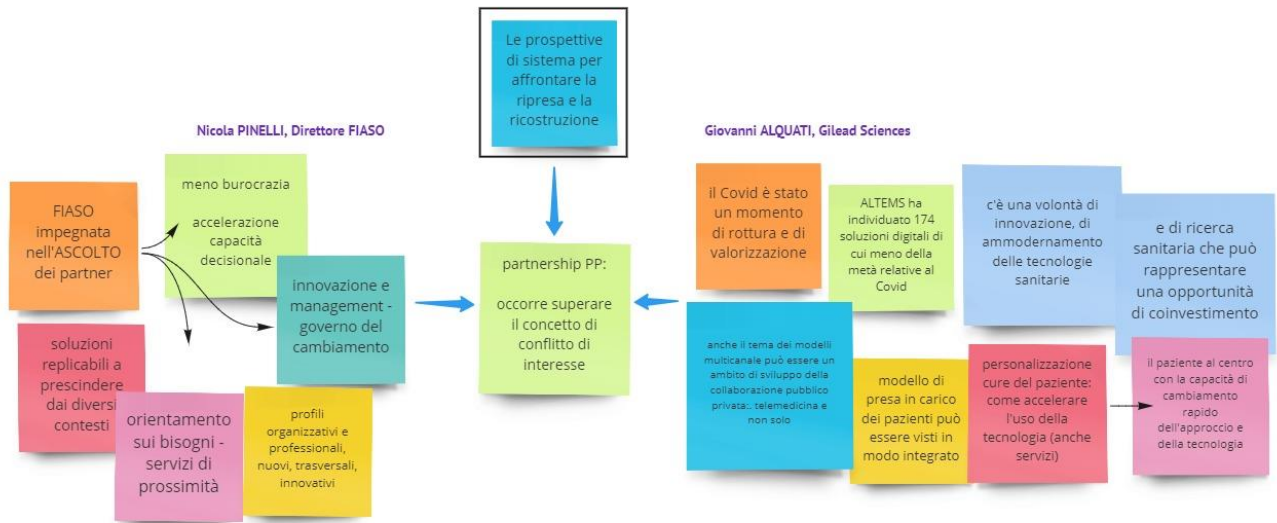 Le prospettive
di sistema per
affrontare la
ripresa e la
ricostruzione
Nicola PINELLI, Direttore FIASO
FIASO
impegnata
nell'ASCOLTO
dei partner
meno burocrazia
accelerazione
capacità
decisionale
innovazione e
management -
governo del
cambiamento
soluzioni
replicabili a
prescindere
dai diversi
contesti
orientamento
sui bisogni -
servizi di
prossimità
profili
organizzativi e
professionali,
nuovi, trasversali,
innovativi
partnership PP:
occorre superare
il concetto di
conflitto di
interesse
Giovanni ALQUATI, Gilead Sciences
il Covid è stato
un momento
di rottura e di
valorizzazione
ALTEMS ha
individuato 174
soluzioni digitali di
cui meno della
metà relative al
Covid
c'è una volontà di
innovazione, di
ammodernamento
delle tecnologie
sanitarie
e di ricerca
sanitaria che può
rappresentare
una opportunità
di coinvestimento
anche il tema dei modelli
multicanale può essere un
ambito di sviluppo della
collaborazione pubblico
privata:. telemedicina e
non solo
modello di
presa in carico
dei pazienti può
essere visti in
modo integrato
personalizzazione
cure del paziente:
come accelerare
l'uso della
tecnologia (anche
servizi)
il paziente al centro
con la capacità di
cambiamento
rapido
dell'approccio e
della tecnologia